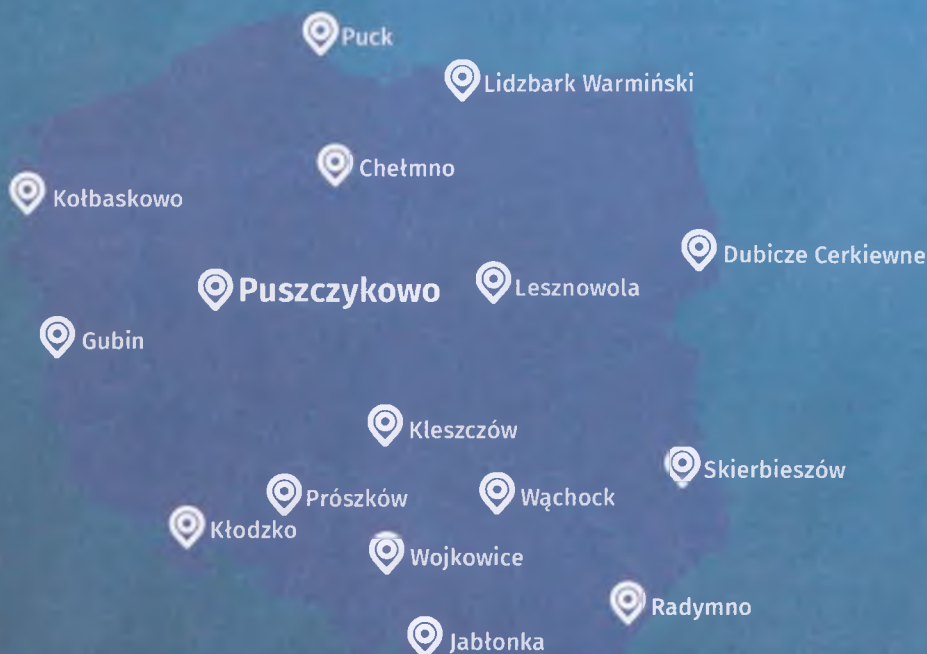 Puck
Lidzbark Warmiński
Chełmno
Kołbaskowo
Dubicze Cerkiewne
Puszczykowo
Lesznowola
Gubin
Kleszczów
Skierbieszów
Prószków
Wąchock
Kłodzko
Wojkowice
Radymno
Jabłonka